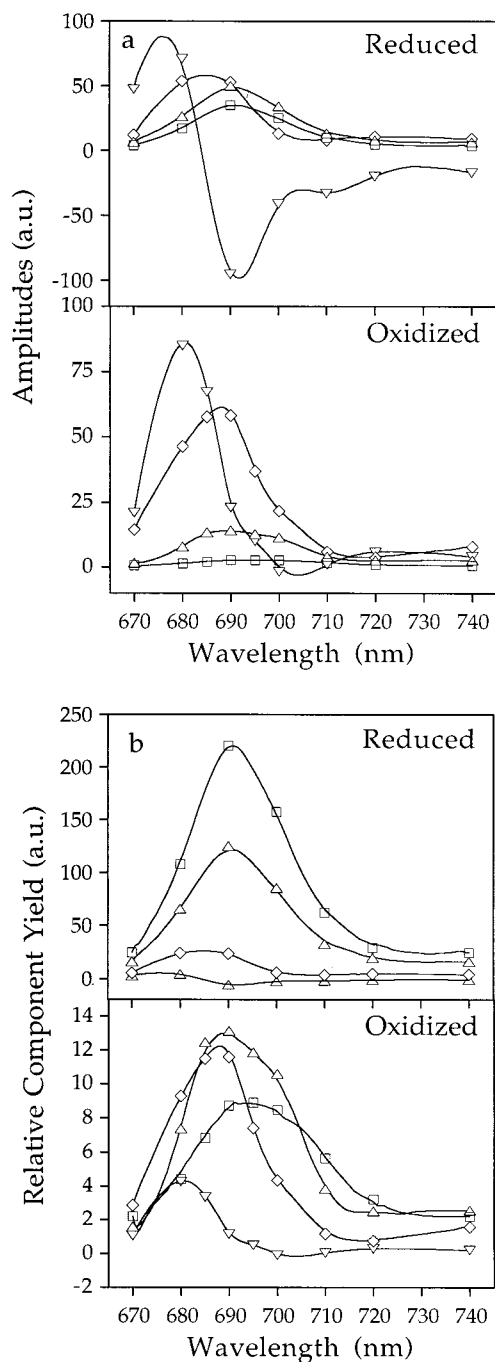 a
Reduced
100
50
0
-50
-100
Amplitudes (a.u.)
Oxidized
100
75
50
25
0
670 680 690 700 710 720 730 740
Wavelength (nm)
b
Reduced
250
200
150
100
50
0
Relative Component Yield (a.u.)
Oxidized
14
12
10
8
6
4
2
0
-2
670 680 690 700 710 720 730 740
Wavelength (nm)